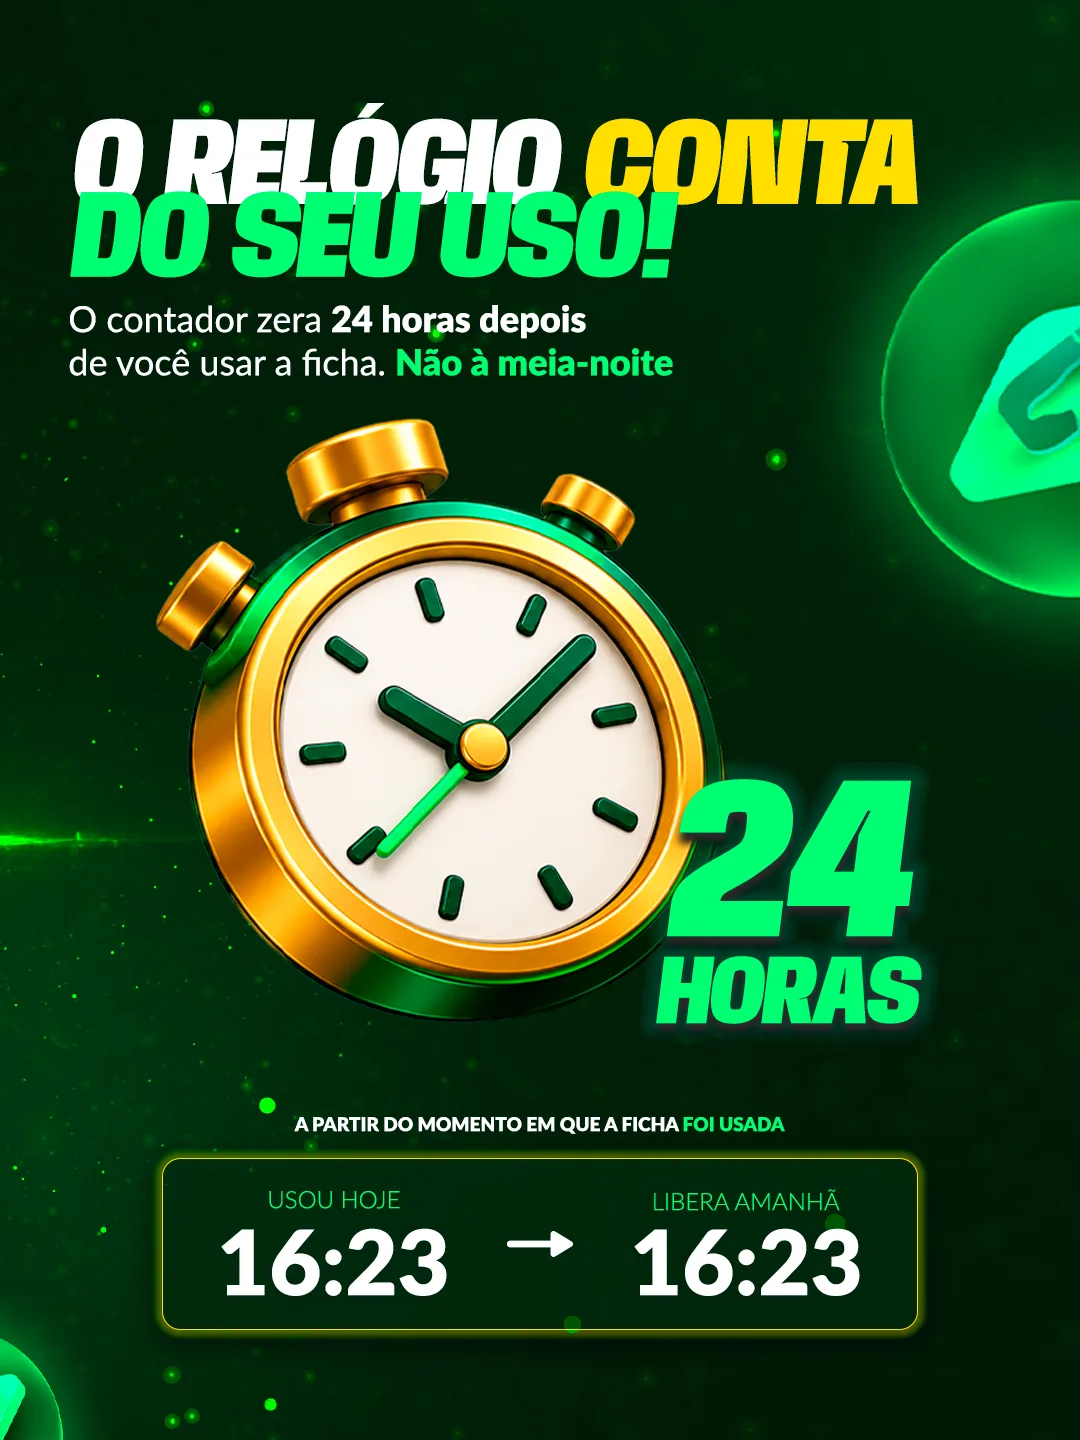 O RELÓGIO CONTA
DO SEU USO!
O contador zera 24 horas depois
de você usar a ficha. Não à meia-noite
24
HORAS
A PARTIR DO MOMENTO EM QUE A FICHA FOI USADA
USOU HOJE
16:23
LIBERA AMANHÃ
16:23